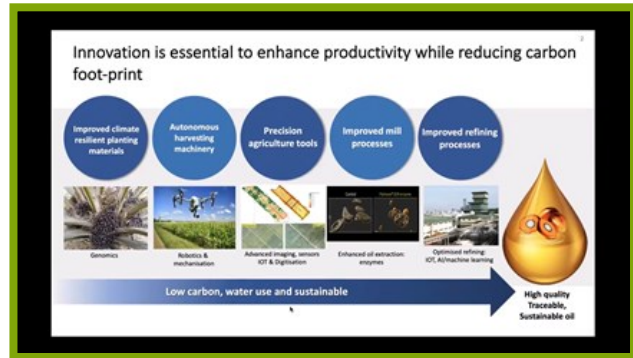 2
Innovation is essential to enhance productivity while reducing carbon
foot-print
Improved climate
resilient planting
materials
Autonomous
harvesting
machinery
Precision
agriculture tools
Improved mill
processes
Improved refining
processes
Genomics
Robotics &
mechanisation
Advanced imaging, sensors
IOT & Digitisation
Enhanced oil extraction:
enzymes
Optimised refining:
IOT, AI/machine learning
Low carbon, water use and sustainable
High quality
Traceable,
Sustainable oil